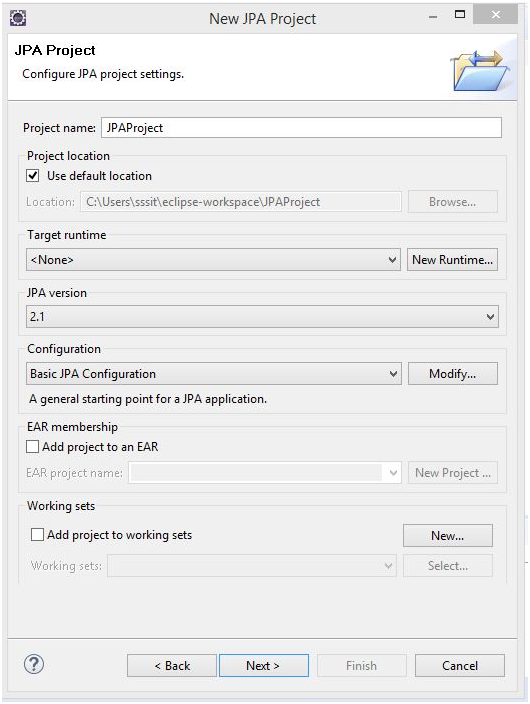 New JPA Project
JPA Project
Configure JPA project settings.
Project name: JPAProject
Project location
Use default location
Location: C:\Users\sssit\eclipse-workspace\JPAProject Browse...
Target runtime
<None> New Runtime...
JPA version
2.1
Configuration
Basic JPA Configuration Modify...
A general starting point for a JPA application.
EAR membership
Add project to an EAR
EAR project name: New Project ...
Working sets
Add project to working sets New...
Working sets: Select...
? < Back Next > Finish Cancel